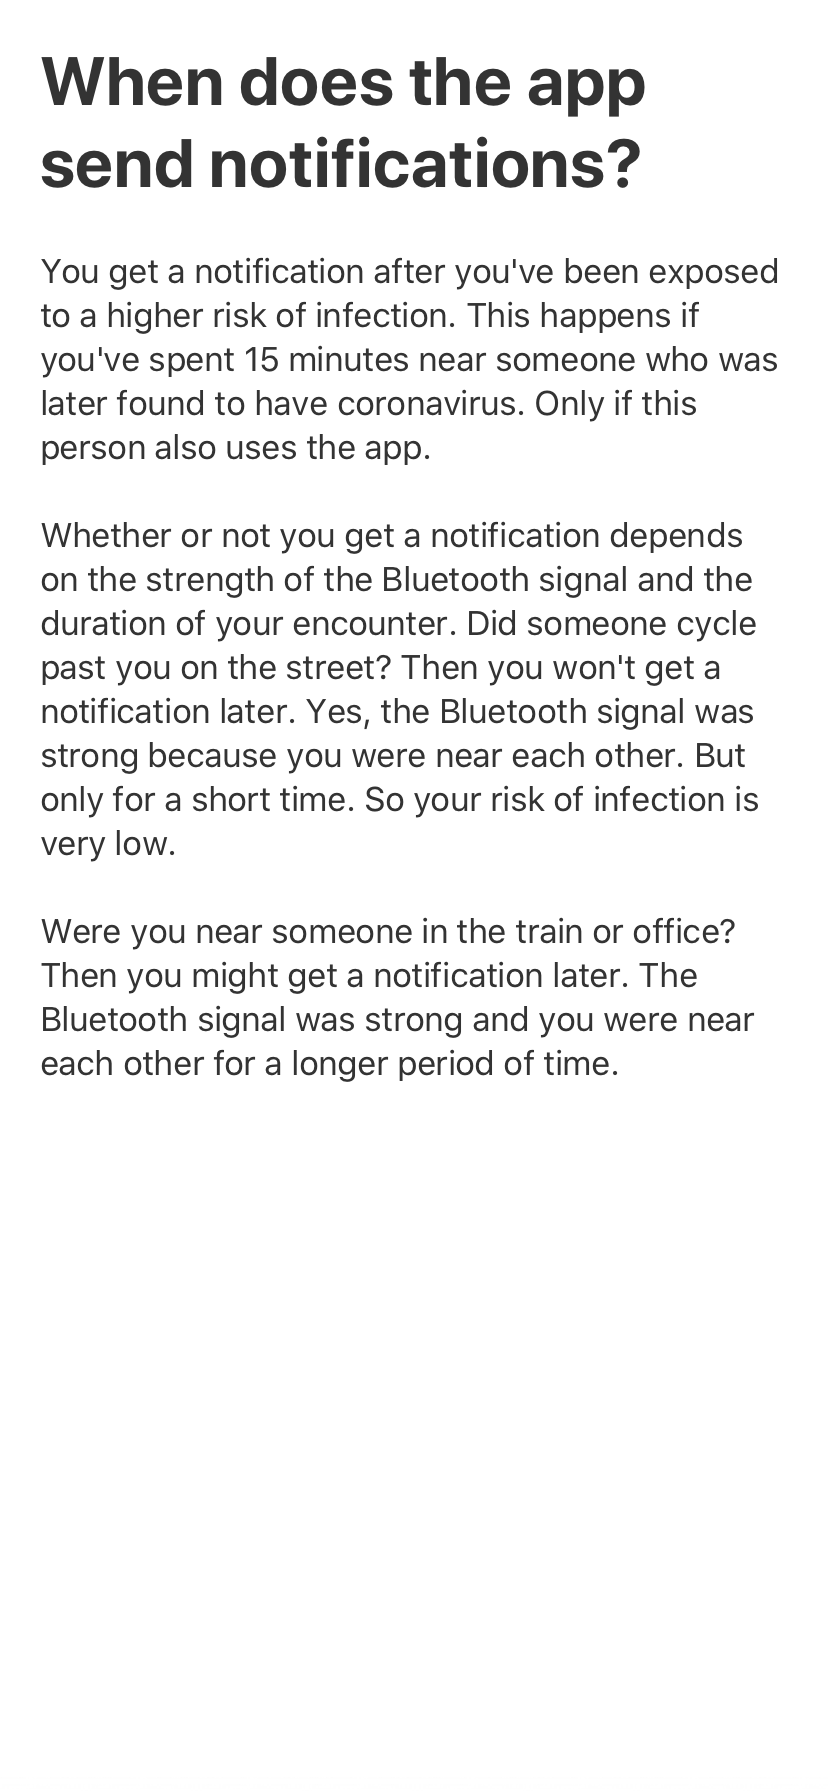 When does the app
send notifications?
You get a notification after you've been exposed
to a higher risk of infection. This happens if
you've spent 15 minutes near someone who was
later found to have coronavirus. Only if this
person also uses the app.
Whether or not you get a notification depends
on the strength of the Bluetooth signal and the
duration of your encounter. Did someone cycle
past you on the street? Then you won't get a
notification later. Yes, the Bluetooth signal was
strong because you were near each other. But
only for a short time. So your risk of infection is
very low.
Were you near someone in the train or office?
Then you might get a notification later. The
Bluetooth signal was strong and you were near
each other for a longer period of time.